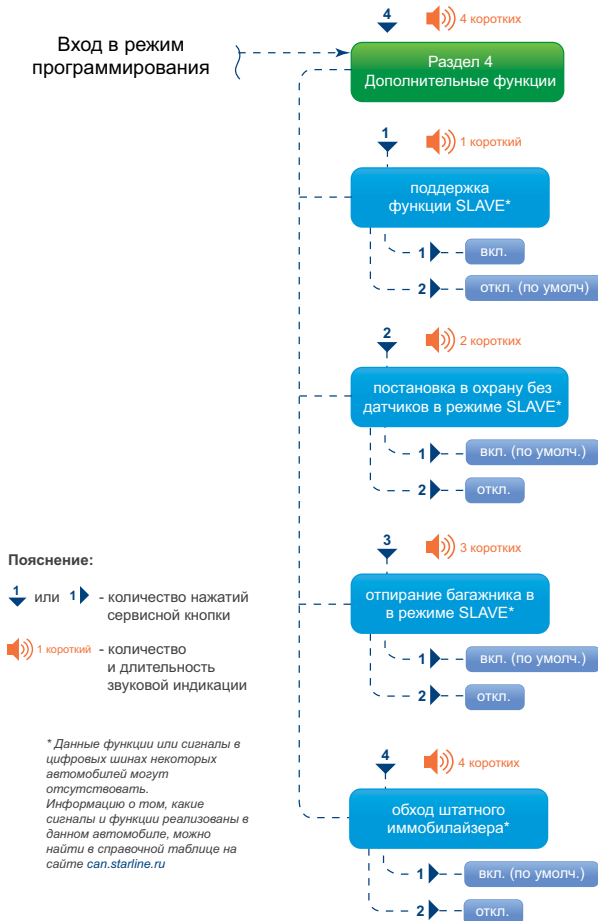 4
4 коротких
Вход в режим
программирования
Раздел 4
Дополнительные функции
1
1 короткий
поддержка
функции SLAVE*
1
вкл.
2
откл. (по умолч)
2
2 коротких
постановка в охрану без
датчиков в режиме SLAVE*
1
вкл. (по умолч.)
2
откл.
3
3 коротких
отпирание багажника в
в режиме SLAVE*
1
вкл. (по умолч.)
2
откл.
4
4 коротких
обход штатного
иммобилайзера*
1
вкл. (по умолч.)
2
откл.
Пояснение:
1 или 1 - количество нажатий
сервисной кнопки
1 короткий - количество
и длительность
звуковой индикации
* Данные функции или сигналы в
цифровых шинах некоторых
автомобилей могут
отсутствовать.
Информацию о том, какие
сигналы и функции реализованы в
данном автомобиле, можно
найти в справочной таблице на
сайте can.starline.ru